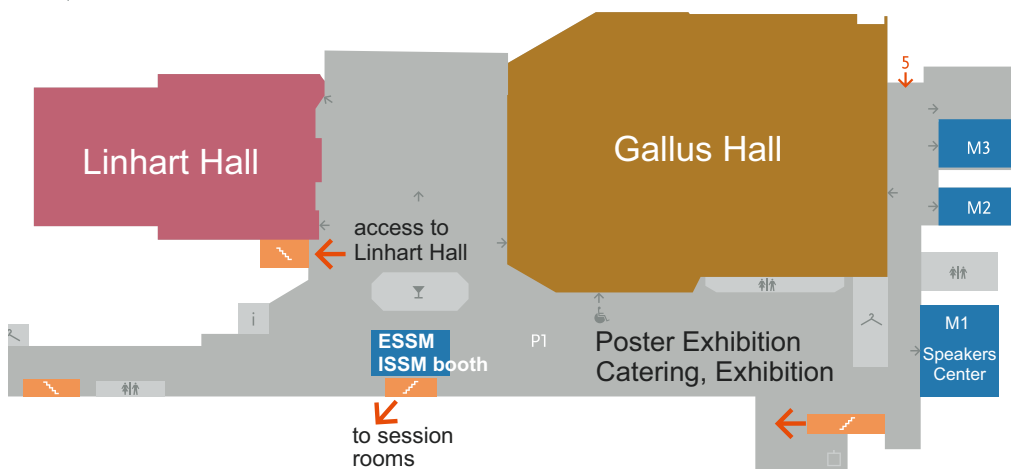 5
Linhart Hall
Gallus Hall
M3
M2
access to
Linhart Hall
i
ESSM
ISSM booth
P1
Poster Exhibition
Catering, Exhibition
M1
Speakers
Center
to session
rooms